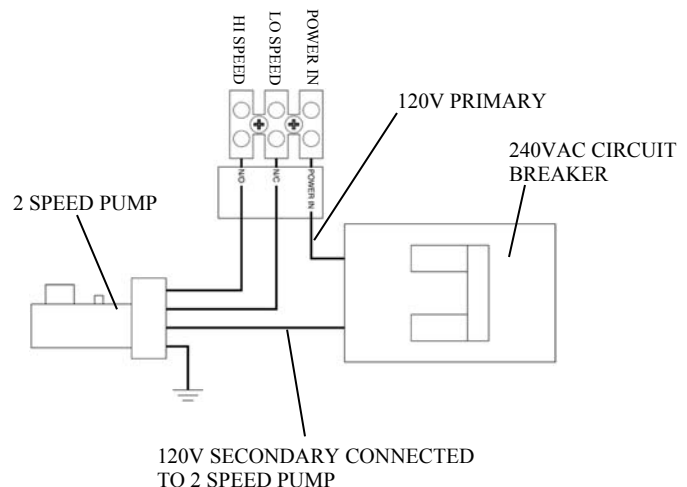 HI SPEED
LO SPEED
POWER IN
120V PRIMARY
240VAC CIRCUIT
BREAKER
N/O
N/C
POWER IN
2 SPEED PUMP
120V SECONDARY CONNECTED
TO 2 SPEED PUMP